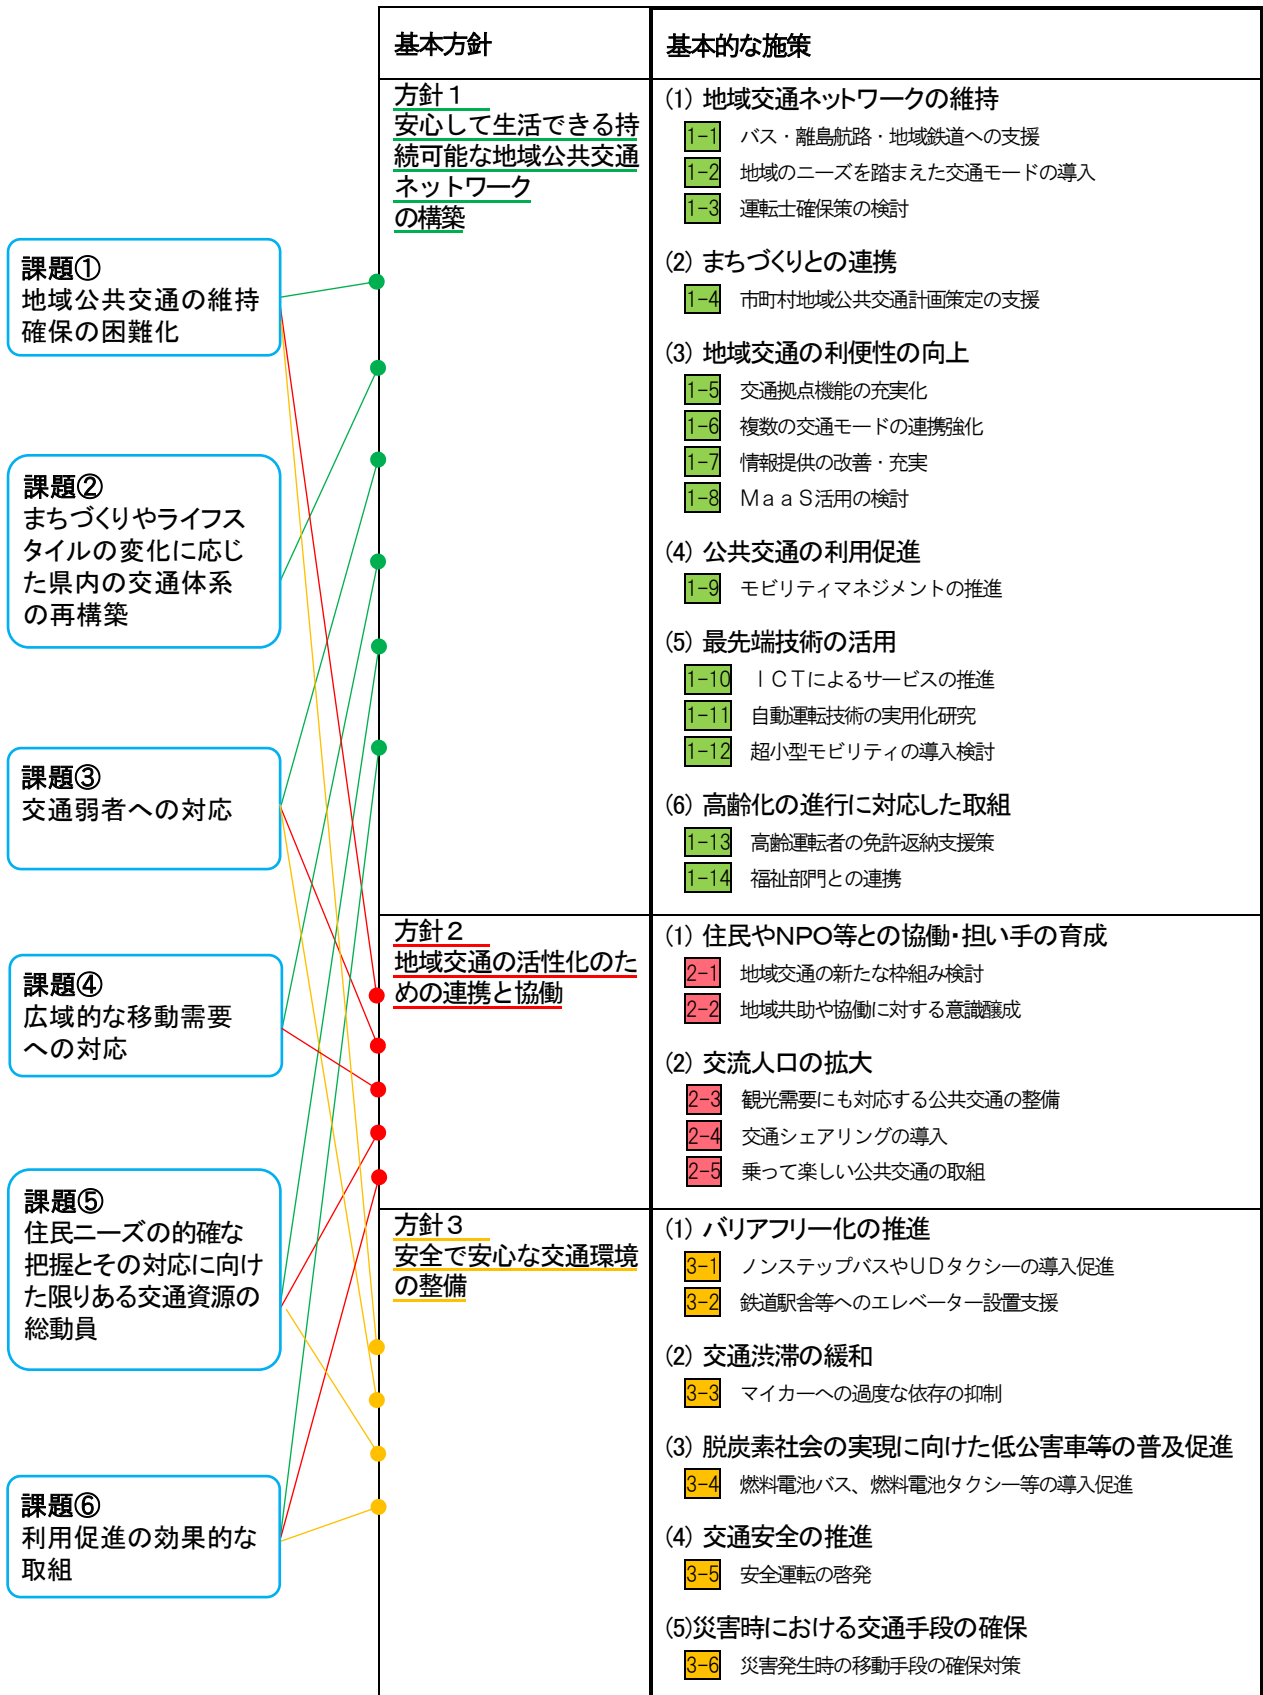 基本方針
基本的な施策
課題①
地域公共交通の維持
確保の困難化
課題②
まちづくりやライフス
タイルの変化に応じ
た県内の交通体系
の再構築
課題③
交通弱者への対応
課題④
広域的な移動需要
への対応
課題⑤
住民ニーズの的確な
把握とその対応に向け
た限りある交通資源の
総動員
課題⑥
利用促進の効果的な
取組
方針１
安心して生活できる持
続可能な地域公共交通
ネットワーク
の構築
(1) 地域交通ネットワークの維持
1-1 バス・離島航路・地域鉄道への支援
1-2 地域のニーズを踏まえた交通モードの導入
1-3 運転士確保策の検討
(2) まちづくりとの連携
1-4 市町村地域公共交通計画策定の支援
(3) 地域交通の利便性の向上
1-5 交通拠点機能の充実化
1-6 複数の交通モードの連携強化
1-7 情報提供の改善・充実
1-8 ＭａａＳ活用の検討
(4) 公共交通の利用促進
1-9 モビリティマネジメントの推進
(5) 最先端技術の活用
1-10 ＩＣＴによるサービスの推進
1-11 自動運転技術の実用化研究
1-12 超小型モビリティの導入検討
(6) 高齢化の進行に対応した取組
1-13 高齢運転者の免許返納支援策
1-14 福祉部門との連携
方針２
地域交通の活性化のた
めの連携と協働
(1) 住民やNPO等との協働・担い手の育成
2-1 地域交通の新たな枠組み検討
2-2 地域共助や協働に対する意識醸成
(2) 交流人口の拡大
2-3 観光需要にも対応する公共交通の整備
2-4 交通シェアリングの導入
2-5 乗って楽しい公共交通の取組
方針３
安全で安心な交通環境
の整備
(1) バリアフリー化の推進
3-1 ノンステップバスやＵＤタクシーの導入促進
3-2 鉄道駅舎等へのエレベーター設置支援
(2) 交通渋滞の緩和
3-3 マイカーへの過度な依存の抑制
(3) 脱炭素社会の実現に向けた低公害車等の普及促進
3-4 燃料電池バス、燃料電池タクシー等の導入促進
(4) 交通安全の推進
3-5 安全運転の啓発
(5)災害時における交通手段の確保
3-6 災害発生時の移動手段の確保対策